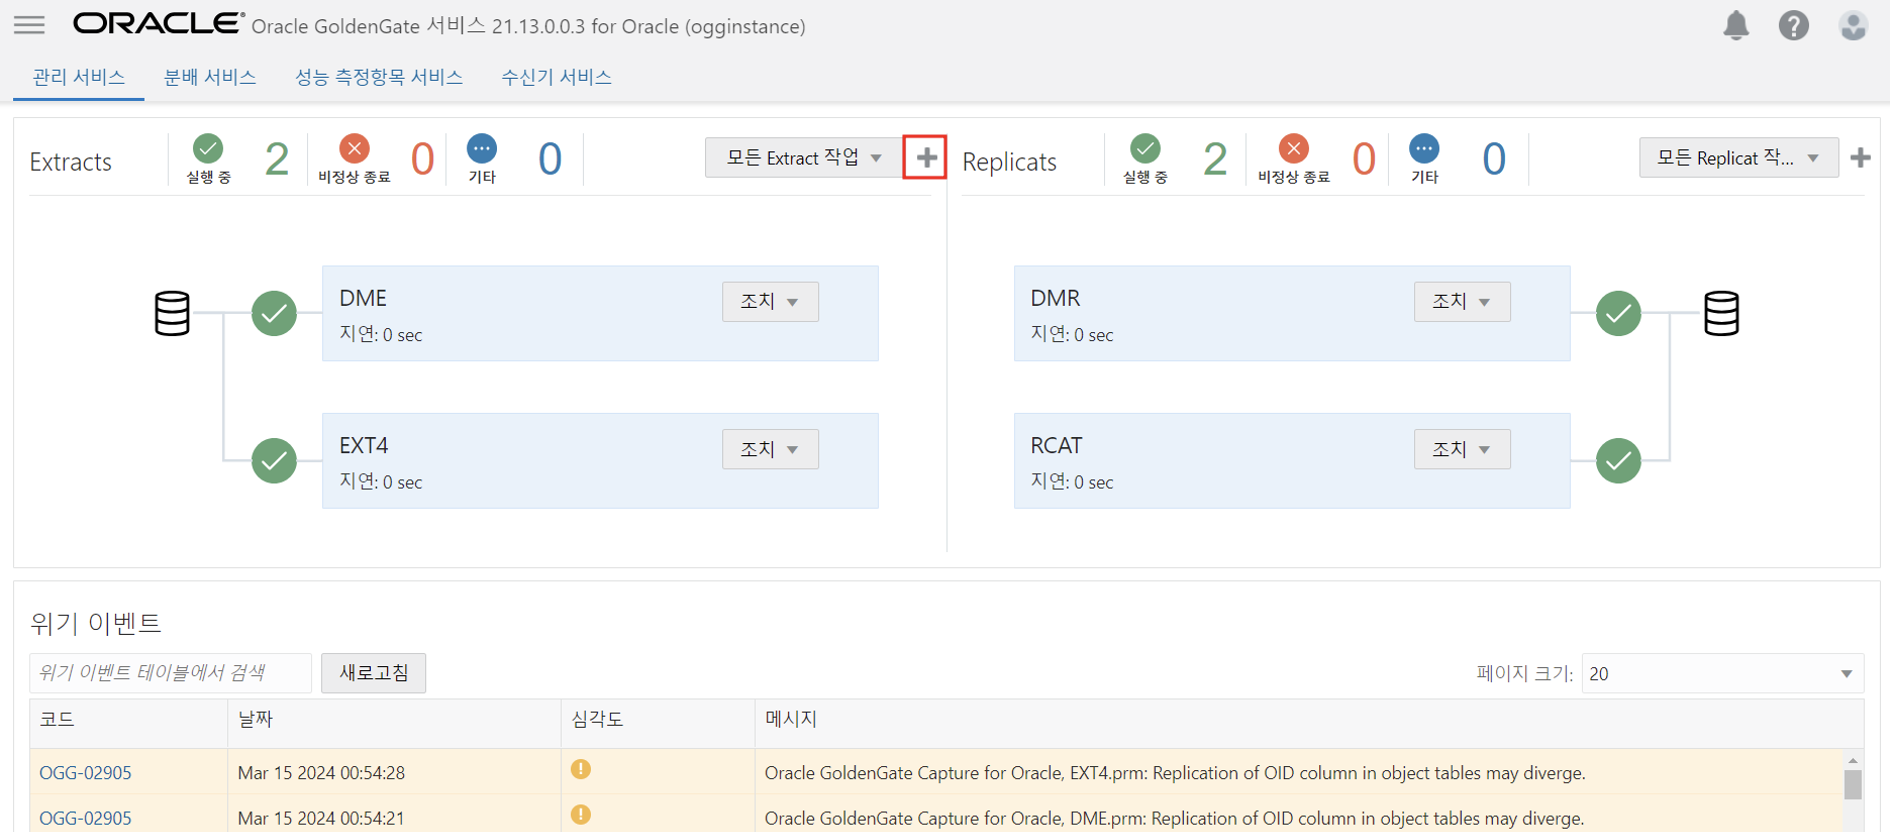 ORACLE Oracle GoldenGate 서비스 21.13.0.0.3 for Oracle (ogginstance)
관리 서비스 분배 서비스 성능 측정항목 서비스 수신기 서비스
Extracts
실행 중 2
비정상 종료 0
기타 0
모든 Extract 작업
Replicats
실행 중 2
비정상 종료 0
기타 0
모든 Replicat 작...
DME 조치
지연: 0 sec
EXT4 조치
지연: 0 sec
DMR 조치
지연: 0 sec
RCAT 조치
지연: 0 sec
위기 이벤트
위기 이벤트 테이블에서 검색 새로고침 페이지 크기: 20
코드 날짜 심각도 메시지
OGG-02905 Mar 15 2024 00:54:28 Oracle GoldenGate Capture for Oracle, EXT4.prm: Replication of OID column in object tables may diverge.
OGG-02905 Mar 15 2024 00:54:21 Oracle GoldenGate Capture for Oracle, DME.prm: Replication of OID column in object tables may diverge.